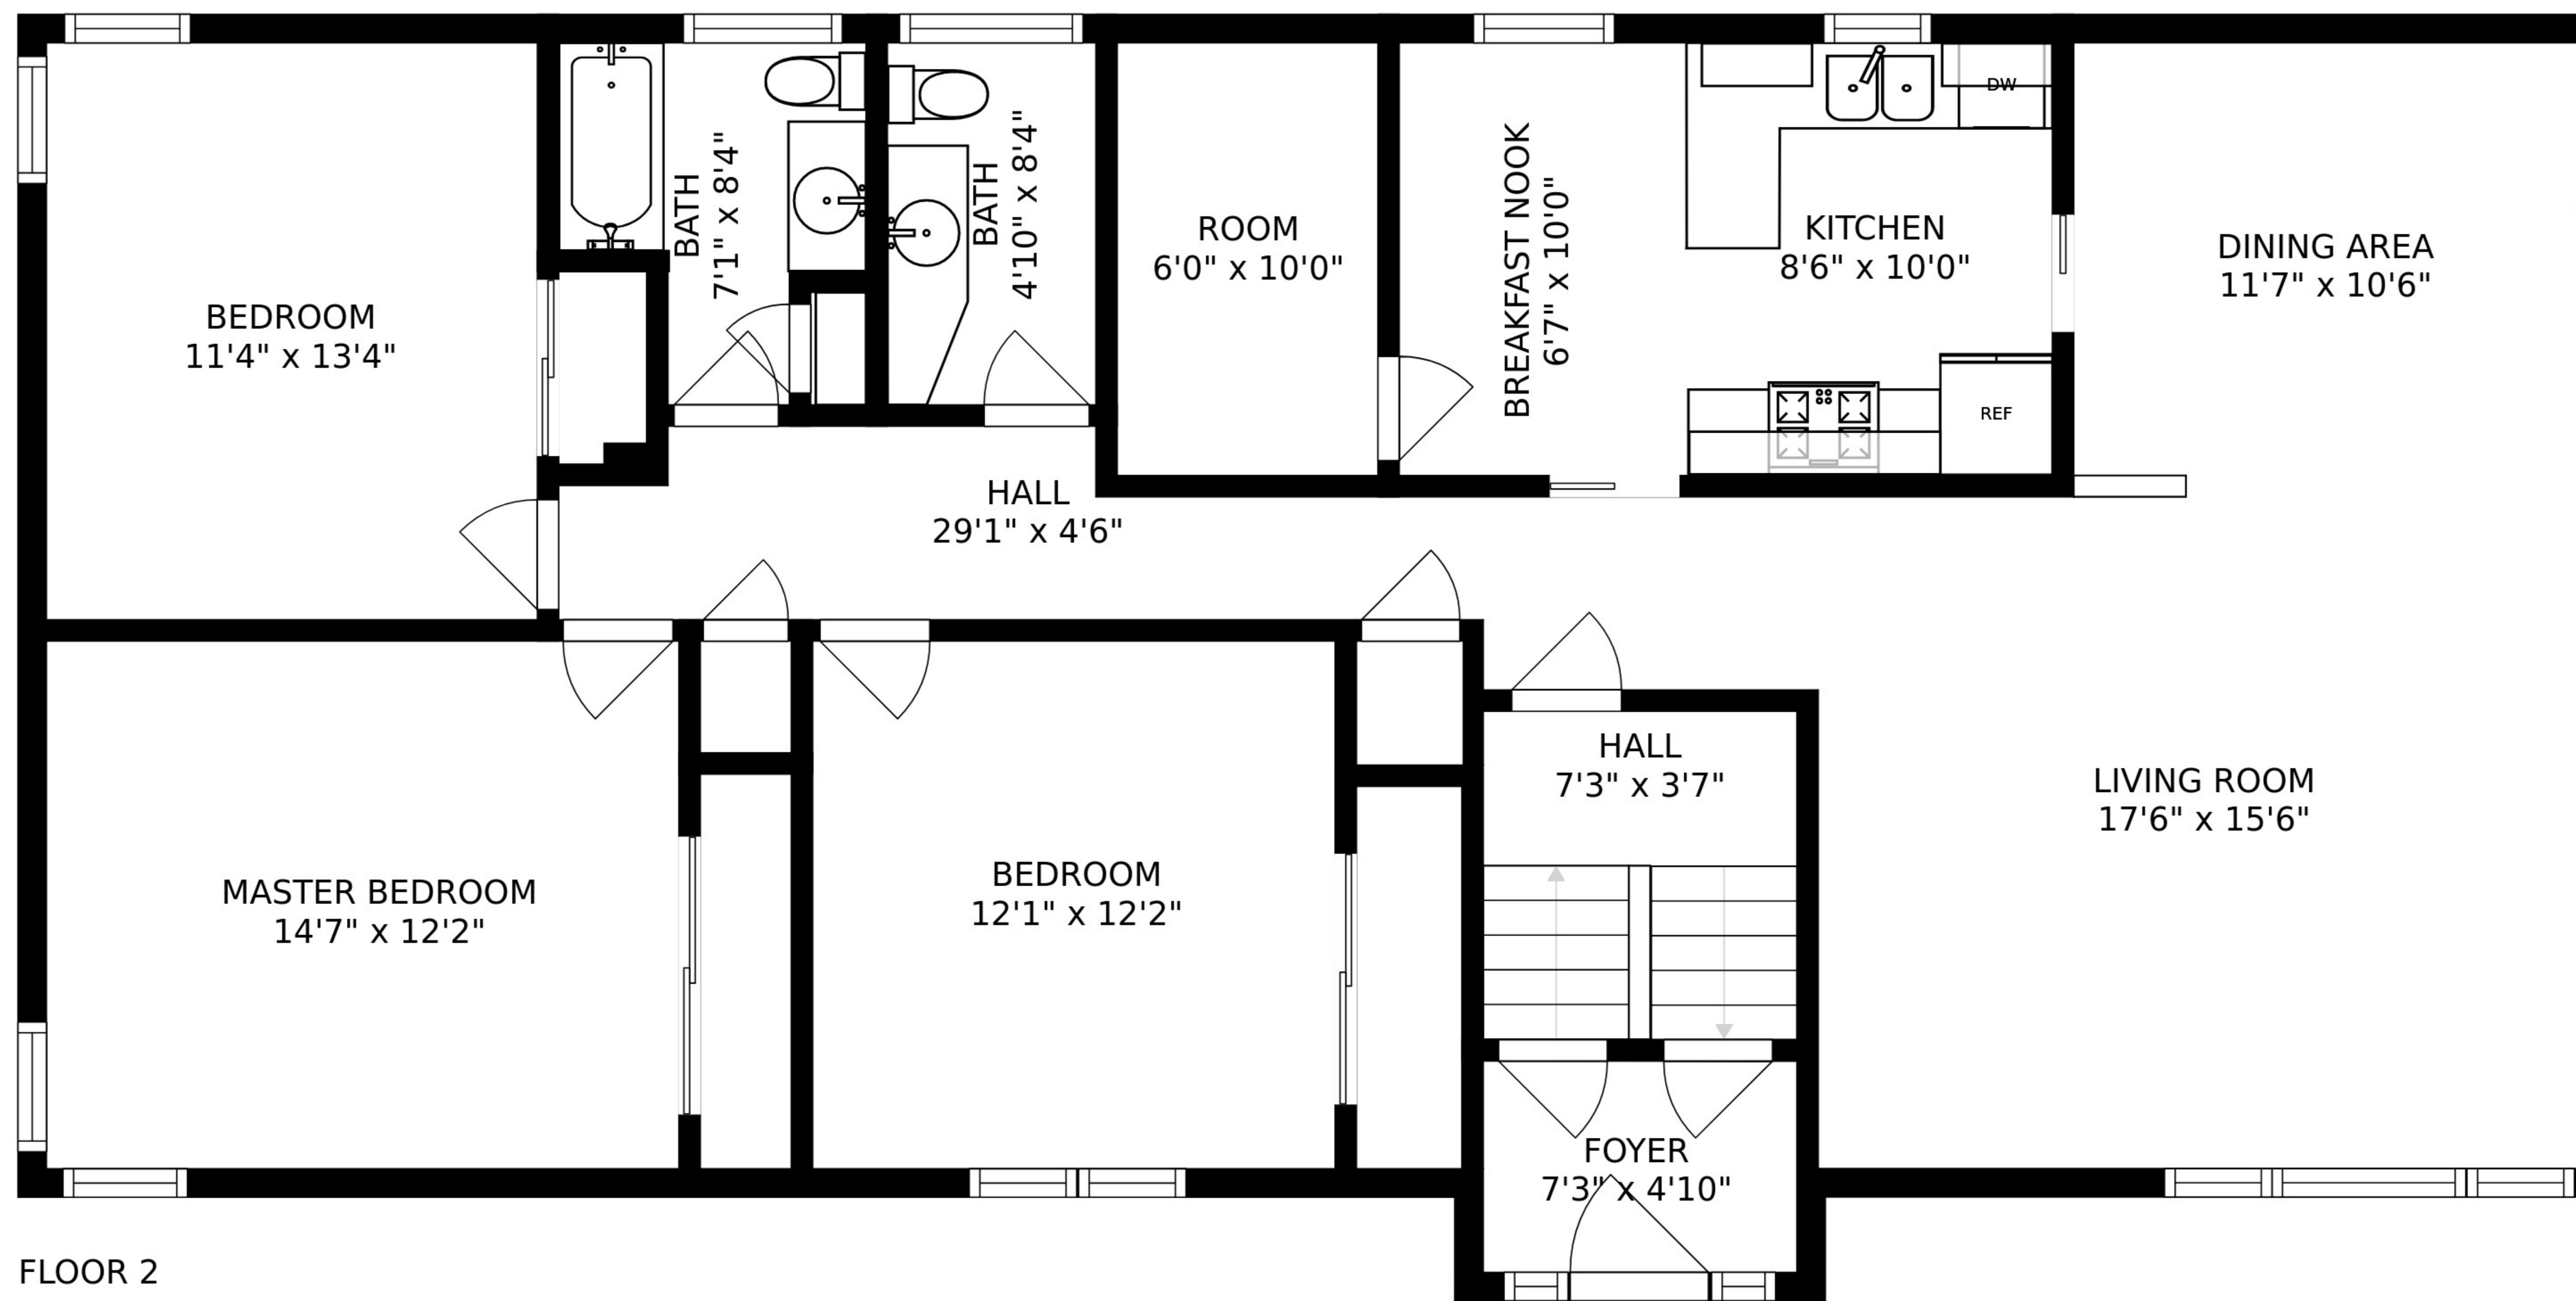 BATH
7'1" x 8'4"
BATH
4'10" x 8'4"
ROOM
6'0" x 10'0"
BREAKFAST NOOK
6'7" x 10'0"
DW
KITCHEN
8'6" x 10'0"
REF
DINING AREA
11'7" x 10'6"
BEDROOM
11'4" x 13'4"
HALL
29'1" x 4'6"
HALL
7'3" x 3'7"
LIVING ROOM
17'6" x 15'6"
MASTER BEDROOM
14'7" x 12'2"
BEDROOM
12'1" x 12'2"
FOYER
7'3" x 4'10"
FLOOR 2